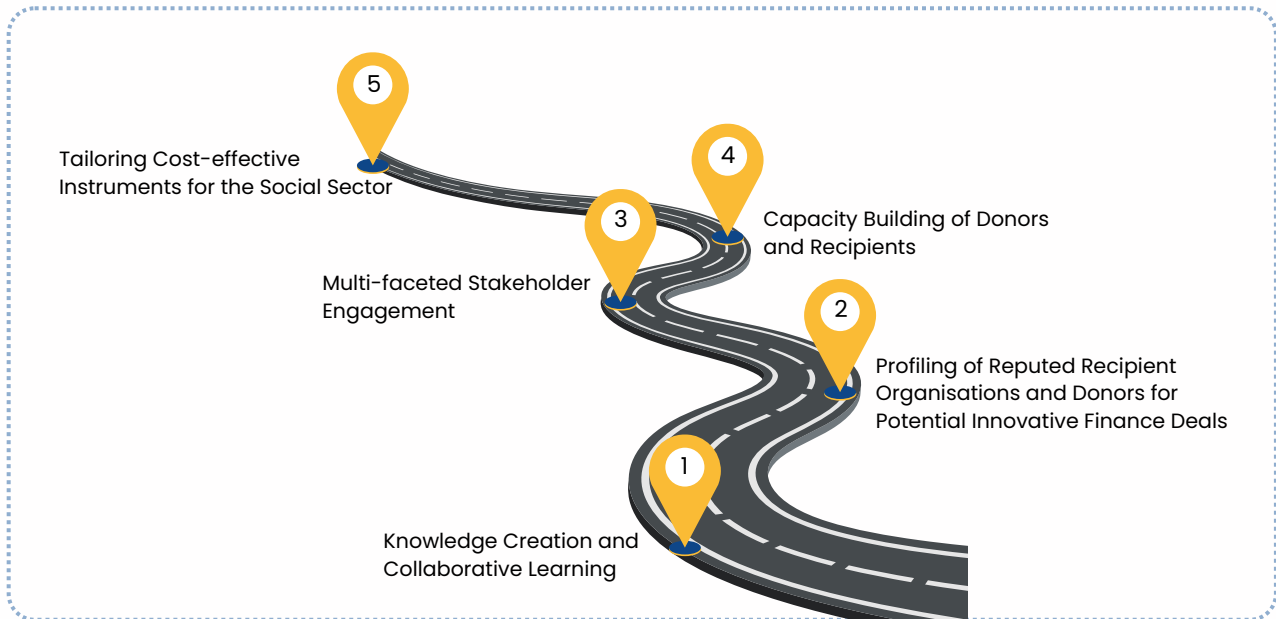 5
Tailoring Cost-effective
Instruments for the Social Sector
4
Capacity Building of Donors
and Recipients
3
Multi-faceted Stakeholder
Engagement
2
Profiling of Reputed Recipient
Organisations and Donors for
Potential Innovative Finance Deals
1
Knowledge Creation and
Collaborative Learning